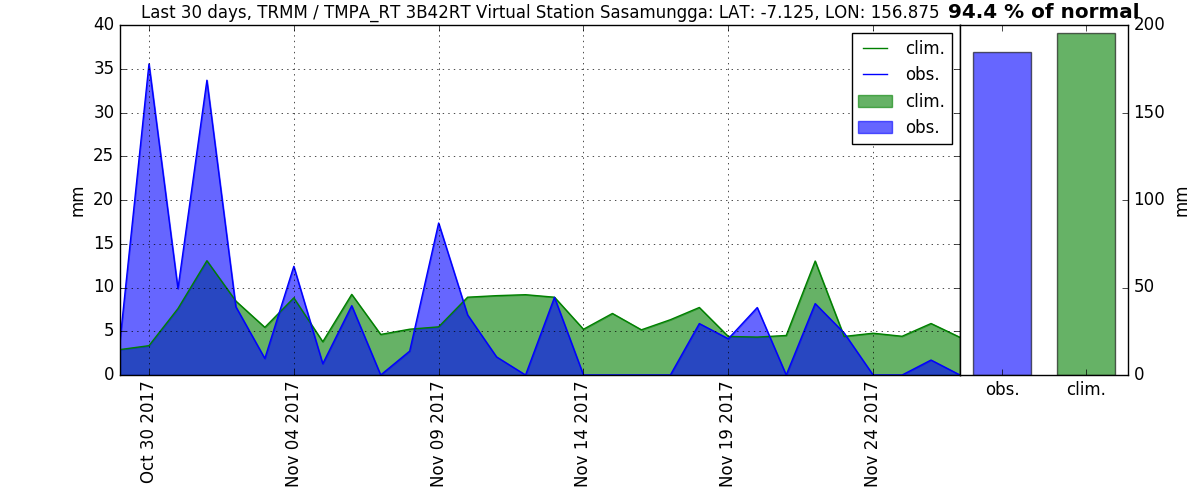 Last 30 days, TRMM / TMPA_RT 3B42RT Virtual Station Sasamungga: LAT: -7.125, LON: 156.875 94.4 % of normal
40
35
30
25
20
15
10
5
0
mm
clim.
obs.
clim.
obs.
200
150
100
50
0
mm
Oct 30 2017
Nov 04 2017
Nov 09 2017
Nov 14 2017
Nov 19 2017
Nov 24 2017
obs. clim.